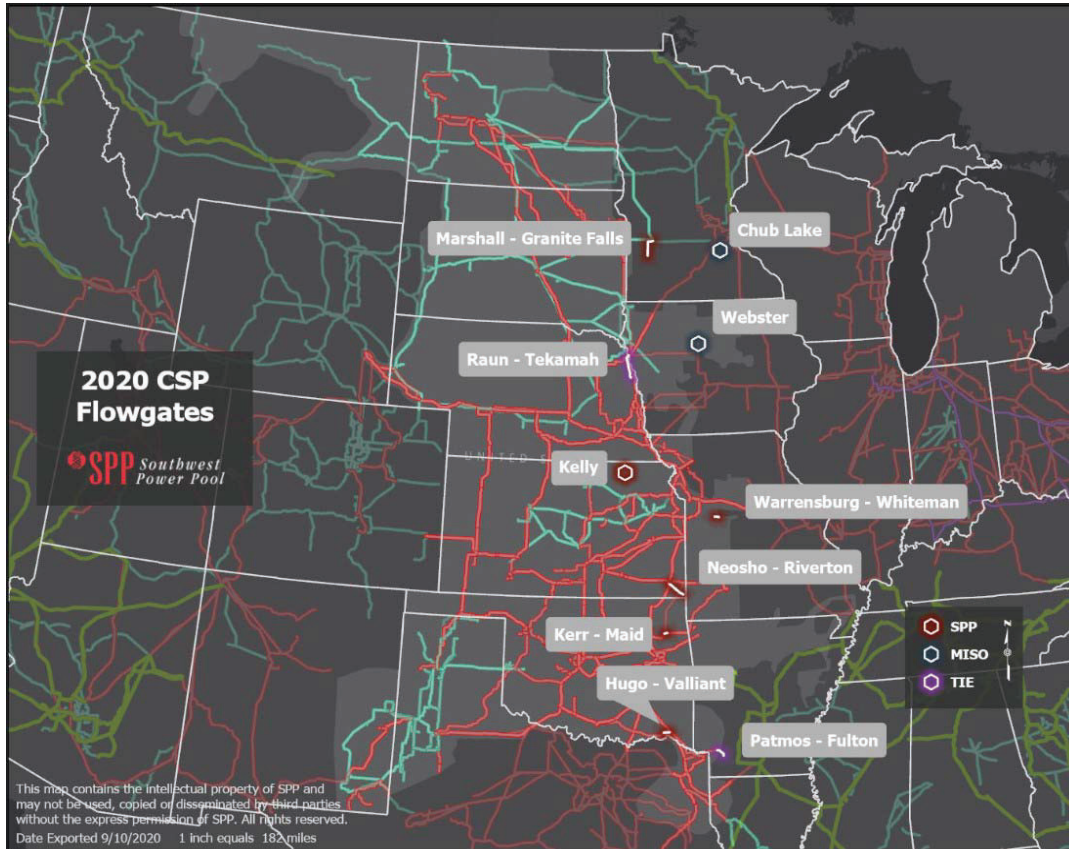 Marshall - Granite Falls
Chub Lake
Webster
Raun - Tekamah
2020 CSP
Flowgates
SPP Southwest
Power Pool
UNITED S
Kelly
Warrensburg - Whiteman
Neosho - Riverton
Kerr - Maid
Hugo - Valliant
Patmos - Fulton
SPP
MISO
TIE
N
This map contains the intellectual property of SPP and
may not be used, copied or disseminated by third parties
without the express permission of SPP. All rights reserved.
Date Exported 9/10/2020 1 inch equals 182 miles